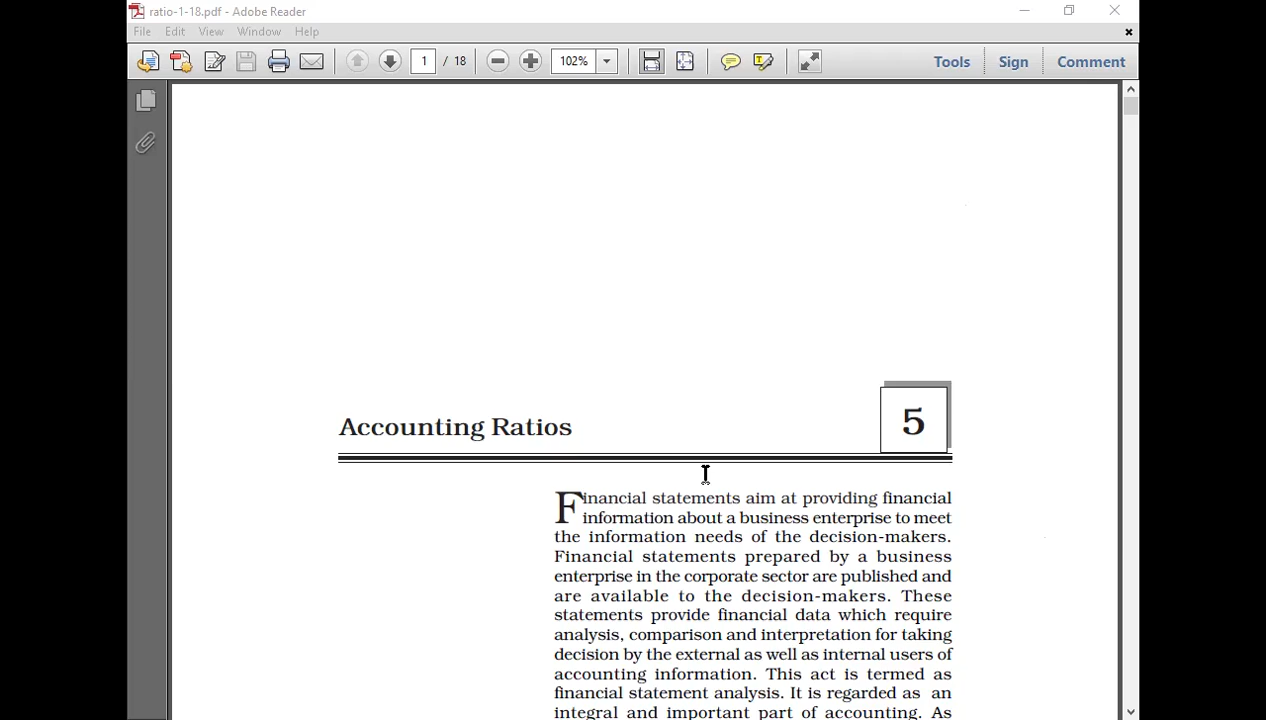 ratio-1-18.pdf - Adobe Reader
File Edit View Window Help
1 / 18 102% Tools Sign Comment
Accounting Ratios 5
Financial statements aim at providing financial
information about a business enterprise to meet
the information needs of the decision-makers.
Financial statements prepared by a business
enterprise in the corporate sector are published and
are available to the decision-makers. These
statements provide financial data which require
analysis, comparison and interpretation for taking
decision by the external as well as internal users of
accounting information. This act is termed as
financial statement analysis. It is regarded as an
integral and important part of accounting. As